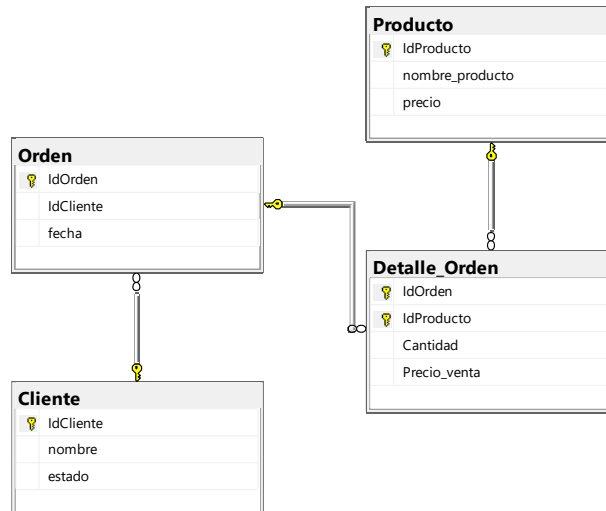 Producto
IdProducto
nombre_producto
precio
Orden
IdOrden
IdCliente
fecha
Detalle_Orden
IdOrden
IdProducto
Cantidad
Precio_venta
Cliente
IdCliente
nombre
estado